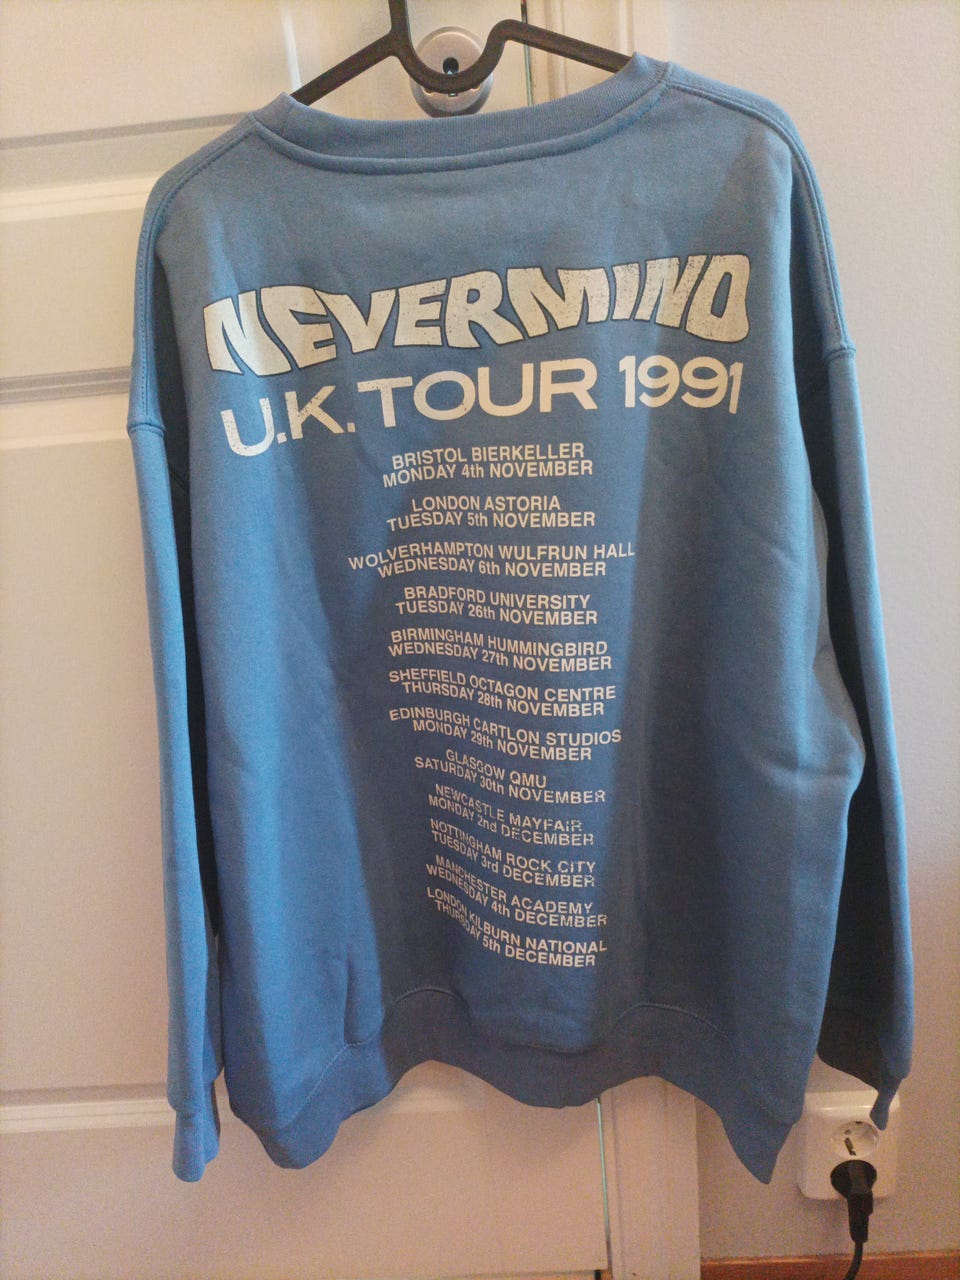 NEVERMIND
U.K. TOUR 1991
BRISTOL BIERKELLER
MONDAY 4th NOVEMBER
LONDON ASTORIA
TUESDAY 5th NOVEMBER
WOLVERHAMPTON WULFRUN HALL
WEDNESDAY 6th NOVEMBER
BRADFORD UNIVERSITY
TUESDAY 26th NOVEMBER
BIRMINGHAM HUMMINGBIRD
WEDNESDAY 27th NOVEMBER
SHEFFIELD OCTAGON CENTRE
THURSDAY 28th NOVEMBER
EDINBURGH CARTLON STUDIOS
MONDAY 29th NOVEMBER
GLASGOW QMU
SATURDAY 30th NOVEMBER
NEWCASTLE MAYFAIR
MONDAY 2nd DECEMBER
NOTTINGHAM ROCK CITY
TUESDAY 3rd DECEMBER
MANCHESTER ACADEMY
WEDNESDAY 4th DECEMBER
LONDON KILBURN NATIONAL
THURSDAY 5th DECEMBER